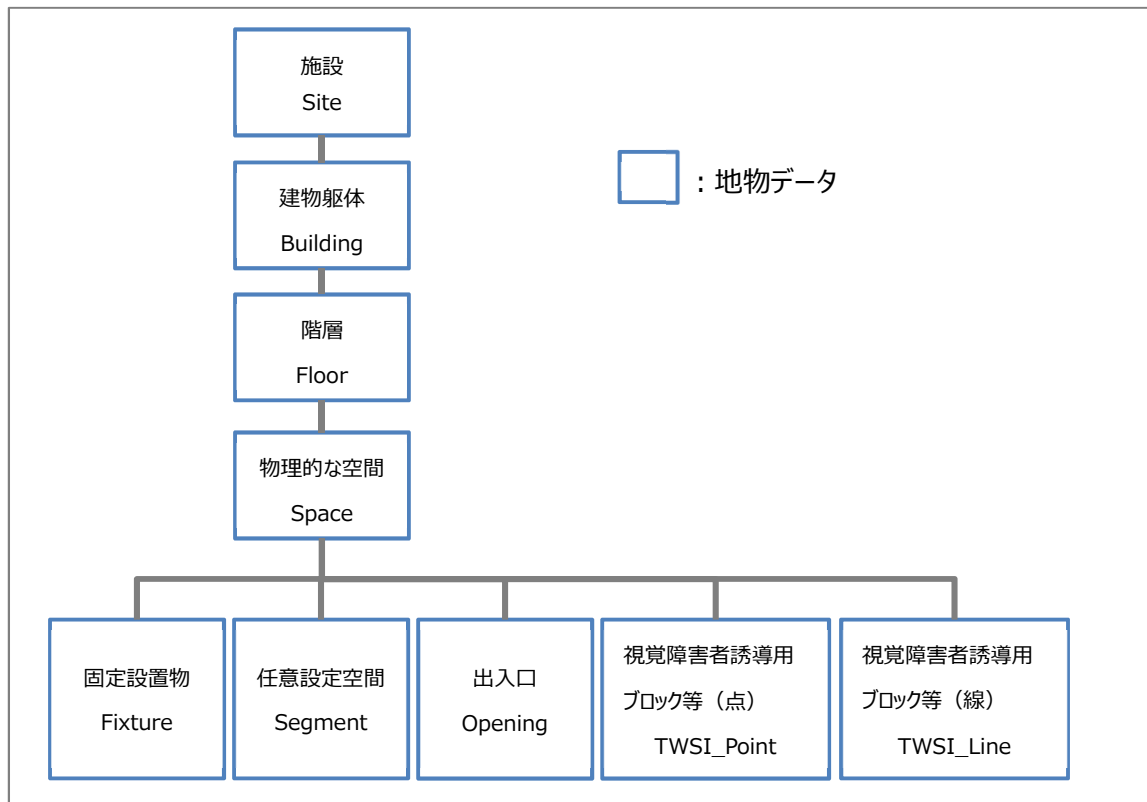 施設
Site
：地物データ
建物躯体
Building
階層
Floor
物理的な空間
Space
固定設置物
Fixture
任意設定空間
Segment
出入口
Opening
視覚障害者誘導用
ブロック等（点）
TWSI_Point
視覚障害者誘導用
ブロック等（線）
TWSI_Line